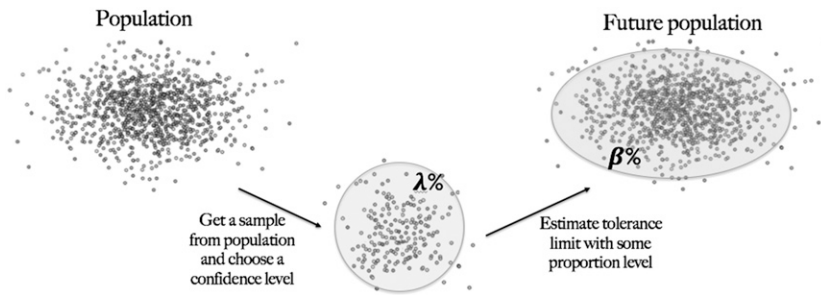 Population
Future population
λ%
β%
Get a sample
from population
and choose a
confidence level
Estimate tolerance
limit with some
proportion level